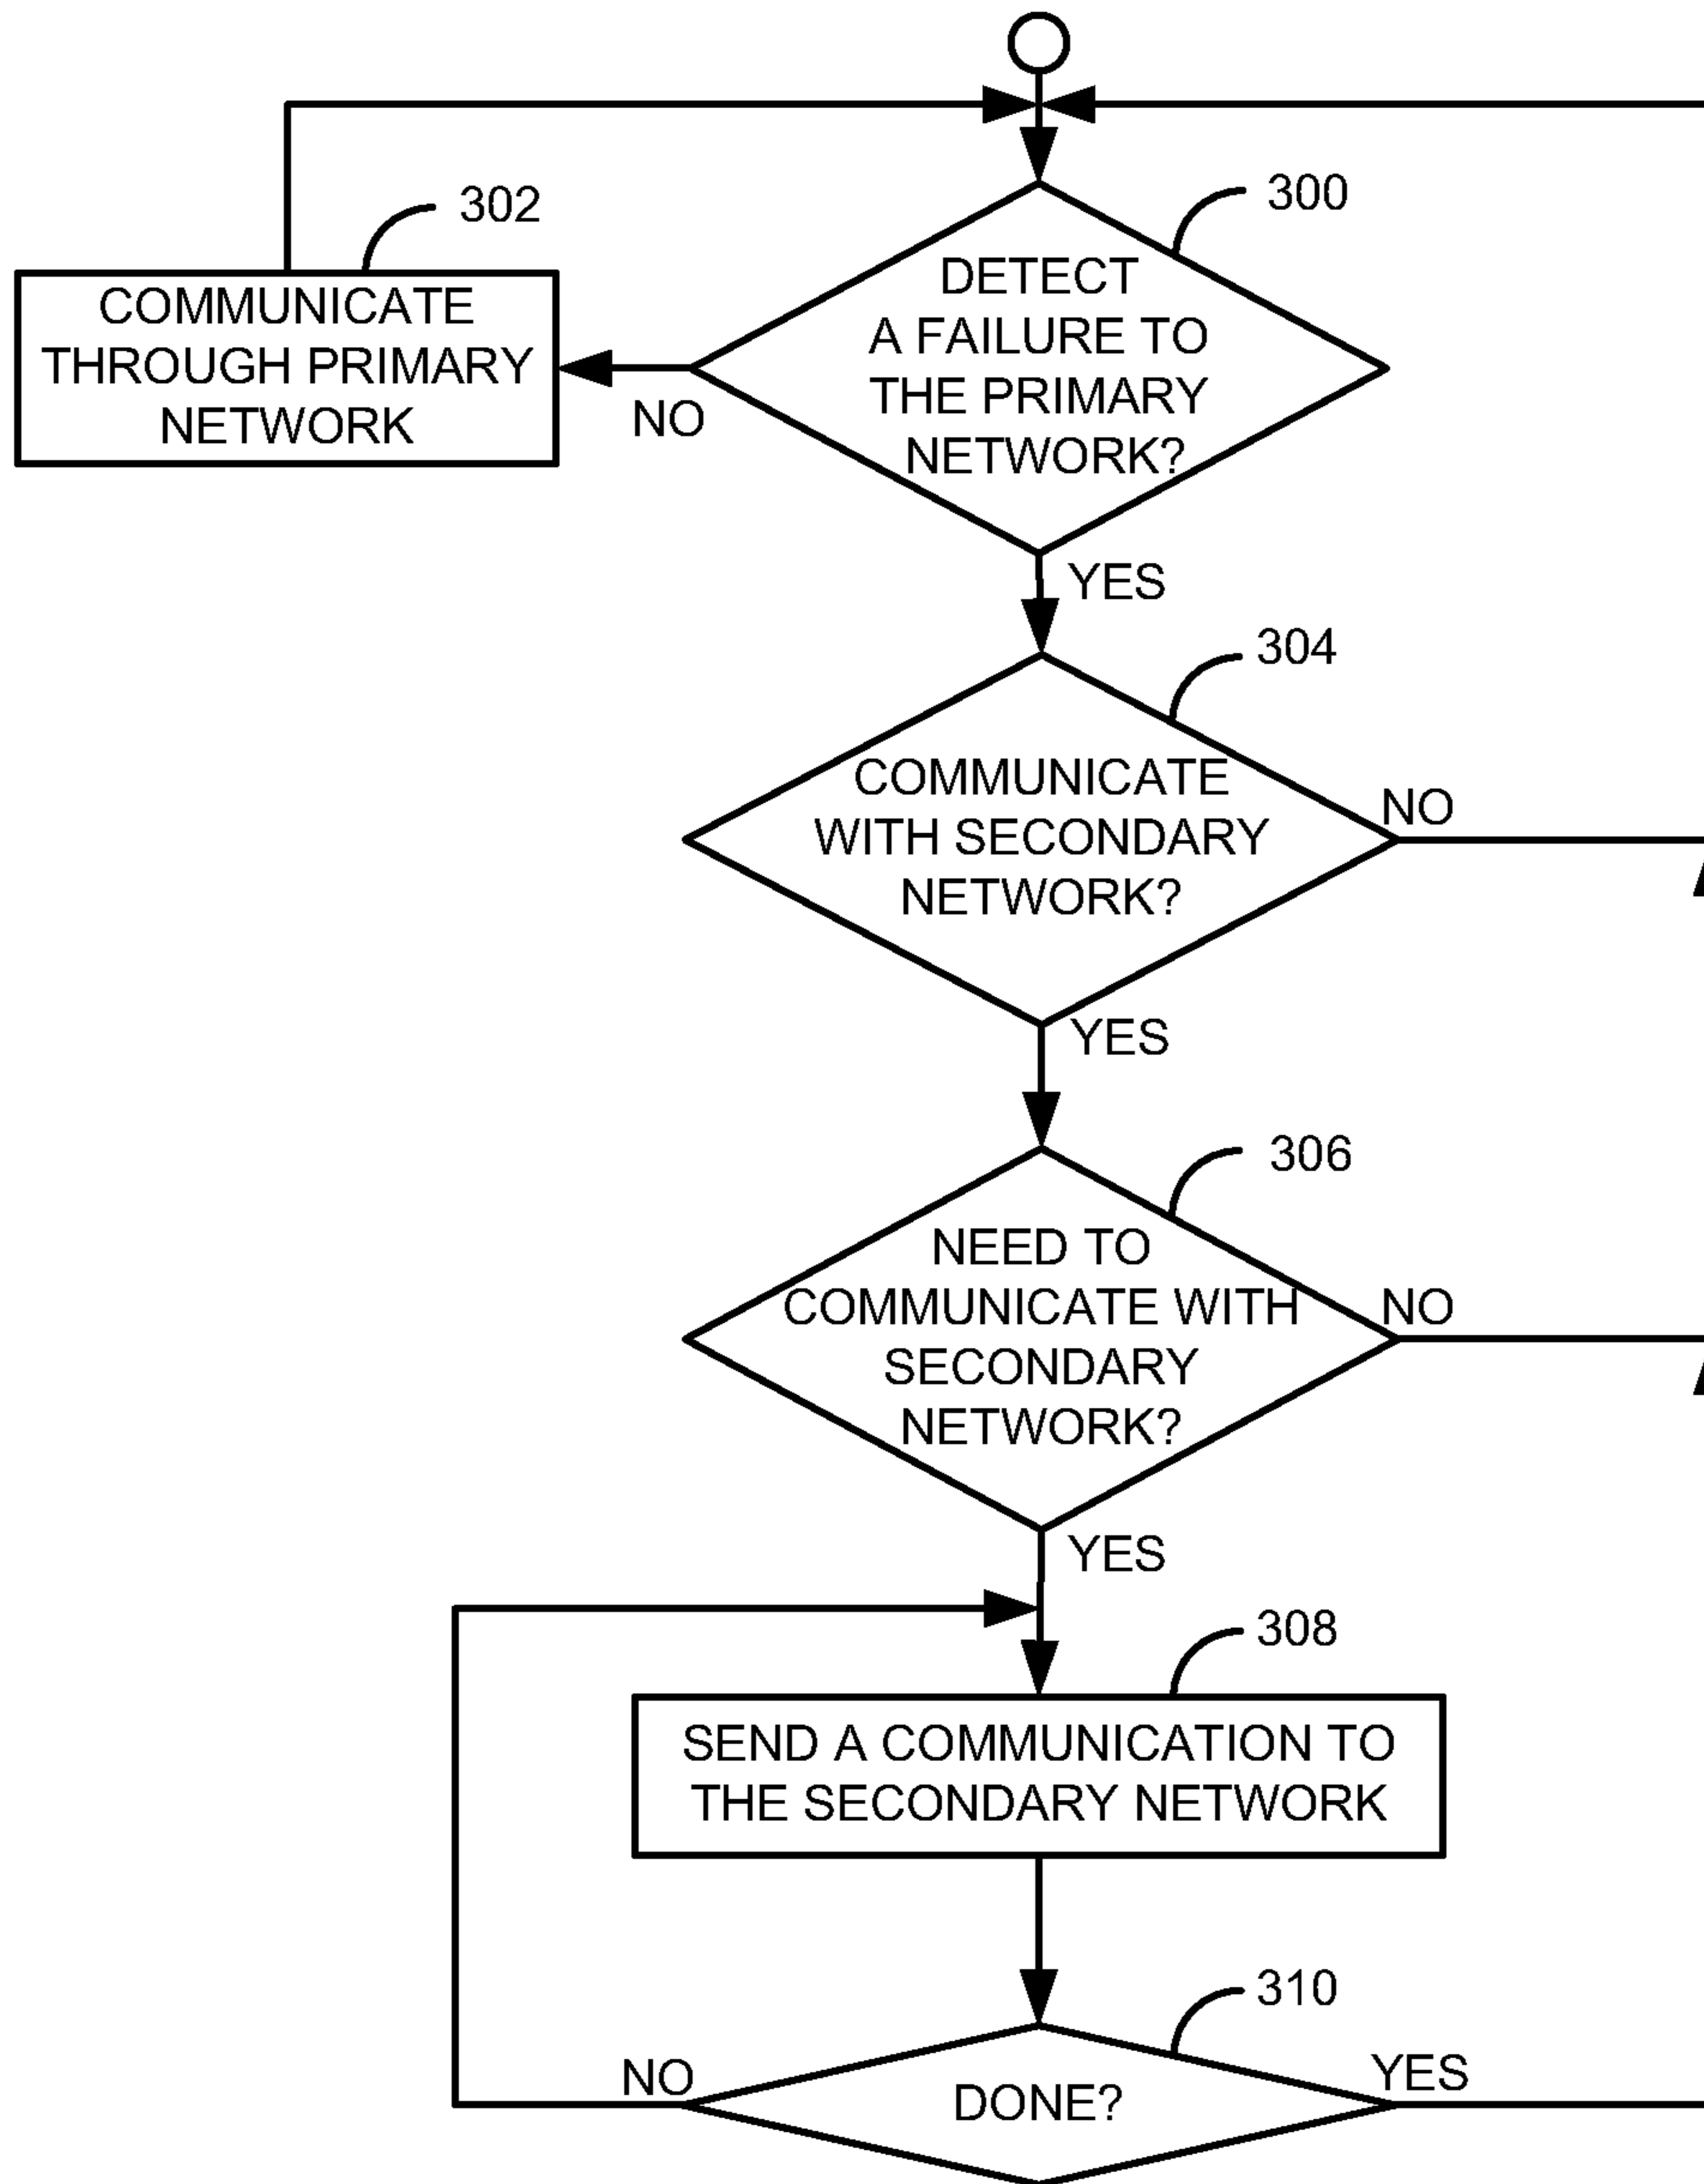 300
302
DETECT
A FAILURE TO
THE PRIMARY
NETWORK?
COMMUNICATE
THROUGH PRIMARY
NETWORK
NO
YES
304
COMMUNICATE
WITH SECONDARY
NETWORK?
NO
YES
306
NEED TO
COMMUNICATE WITH
SECONDARY
NETWORK?
NO
YES
308
SEND A COMMUNICATION TO
THE SECONDARY NETWORK
310
DONE?
NO
YES